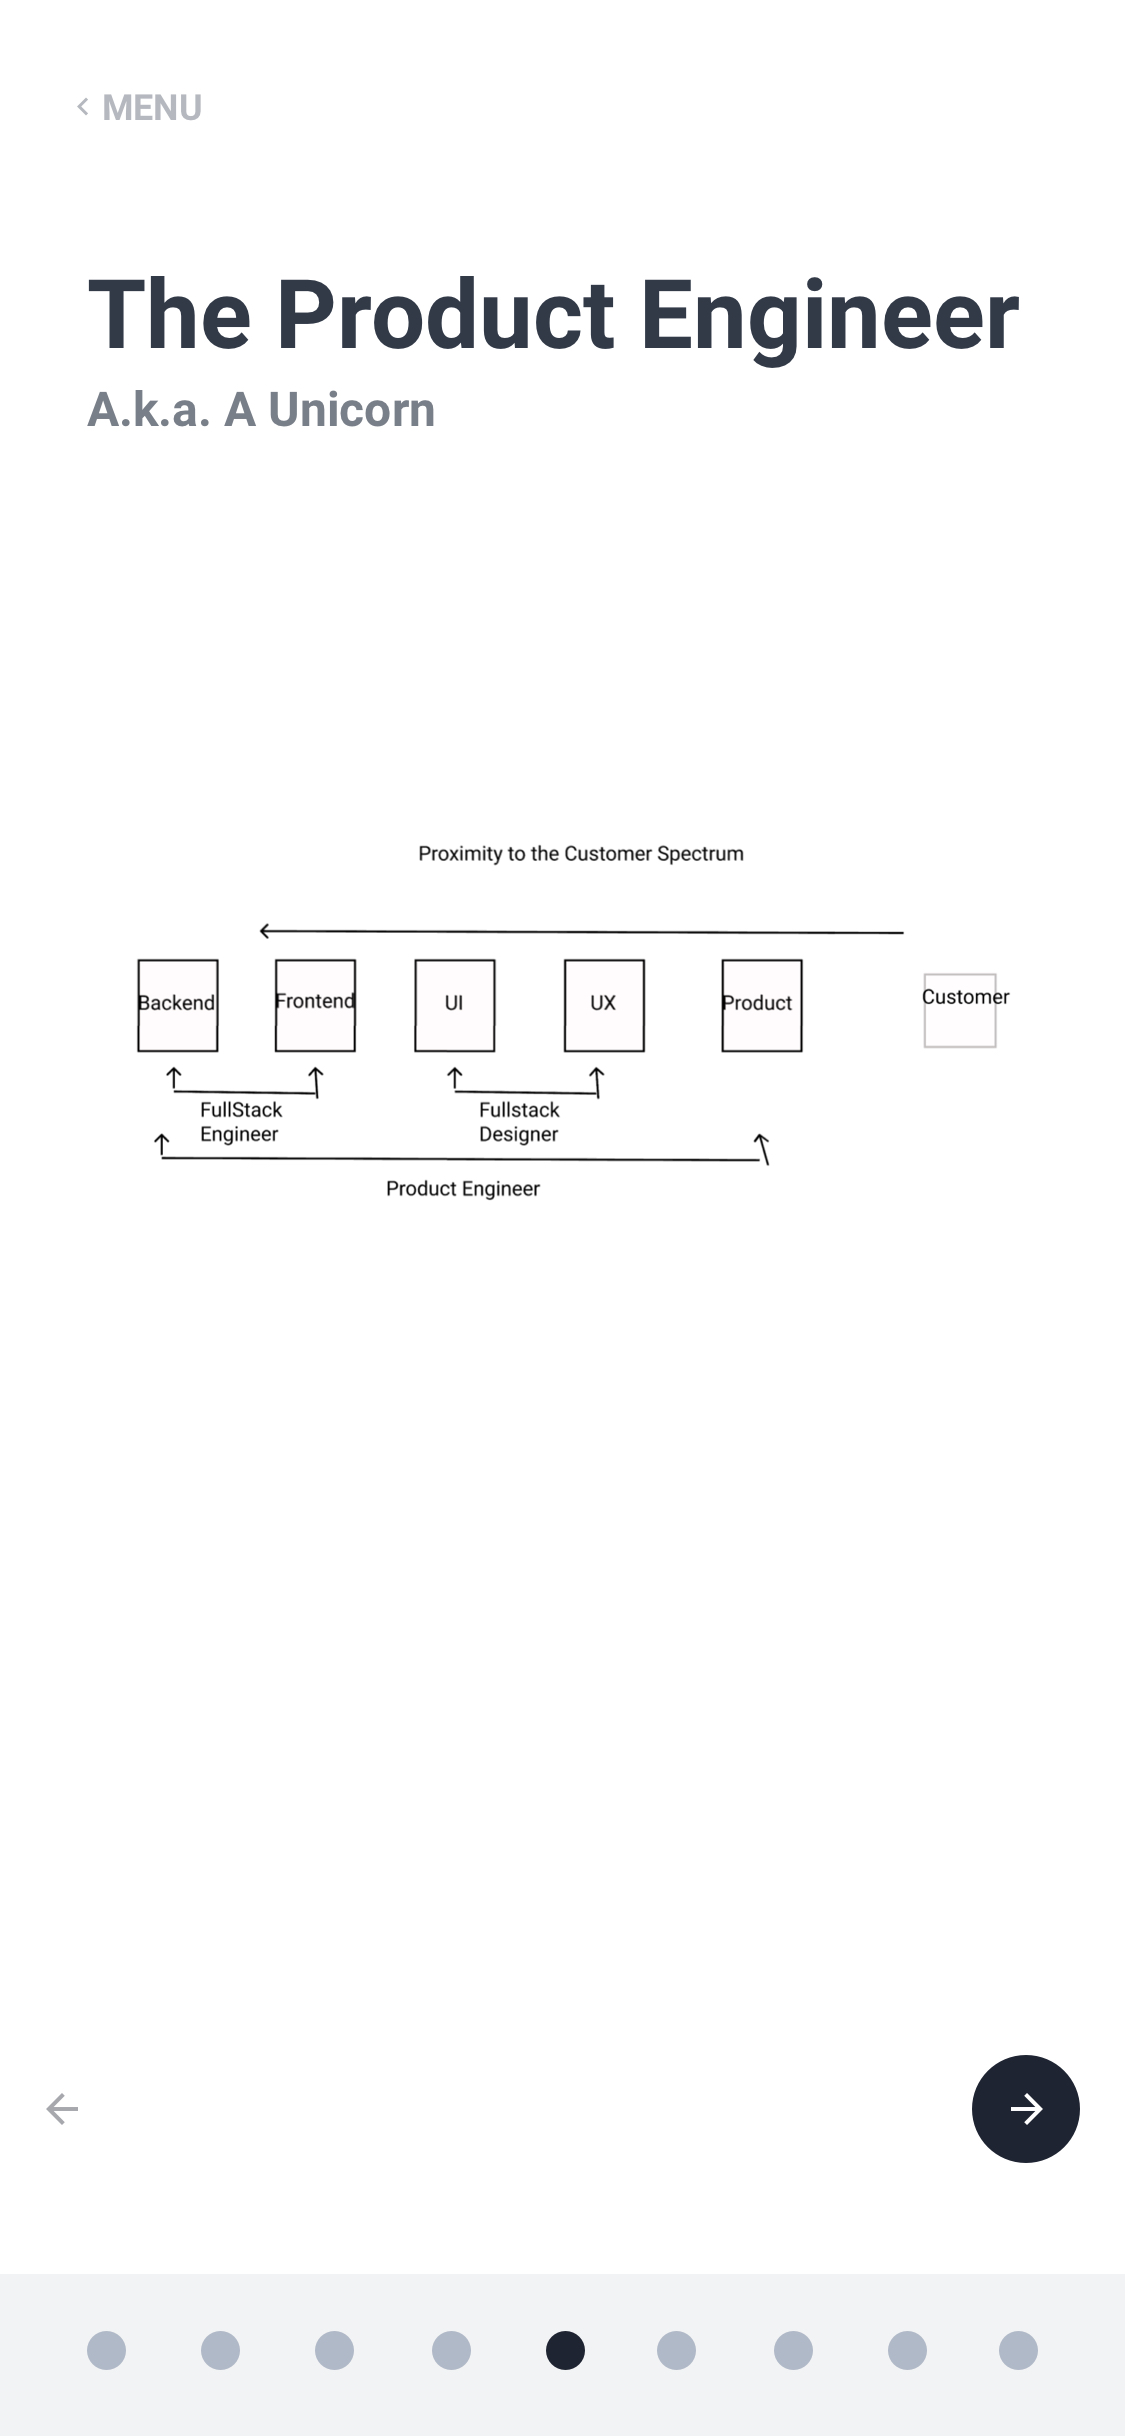 MENU
The Product Engineer
A.k.a. A Unicorn
Proximity to the Customer Spectrum
Backend
Frontend
UI
UX
Product
Customer
FullStack
Engineer
Fullstack
Designer
Product Engineer